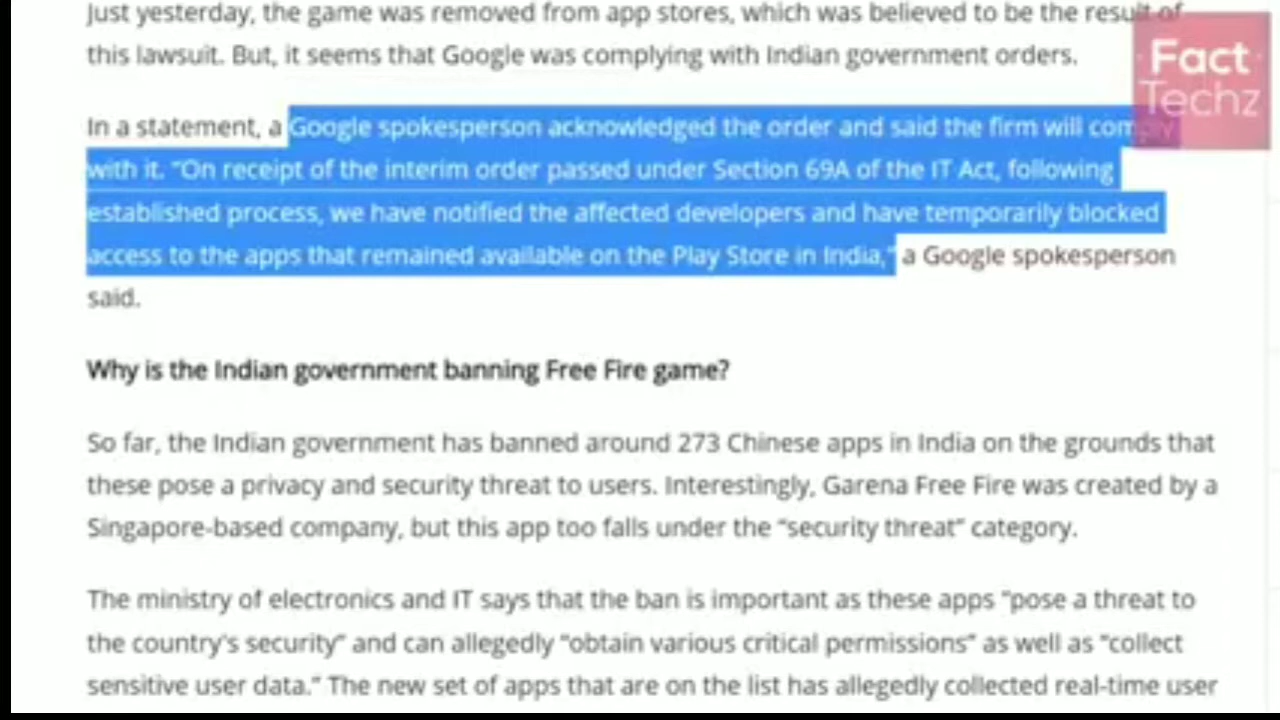 Just yesterday, the game was removed from app stores, which was believed to be the result of
this lawsuit. But, it seems that Google was complying with Indian government orders.
Fact
Techz
In a statement, a Google spokesperson acknowledged the order and said the firm will comply
with it. “On receipt of the interim order passed under Section 69A of the IT Act, following
established process, we have notified the affected developers and have temporarily blocked
access to the apps that remained available on the Play Store in India,” a Google spokesperson
said.
Why is the Indian government banning Free Fire game?
So far, the Indian government has banned around 273 Chinese apps in India on the grounds that
these pose a privacy and security threat to users. Interestingly, Garena Free Fire was created by a
Singapore-based company, but this app too falls under the “security threat” category.
The ministry of electronics and IT says that the ban is important as these apps “pose a threat to
the country's security” and can allegedly “obtain various critical permissions” as well as “collect
sensitive user data.” The new set of apps that are on the list has allegedly collected real-time user